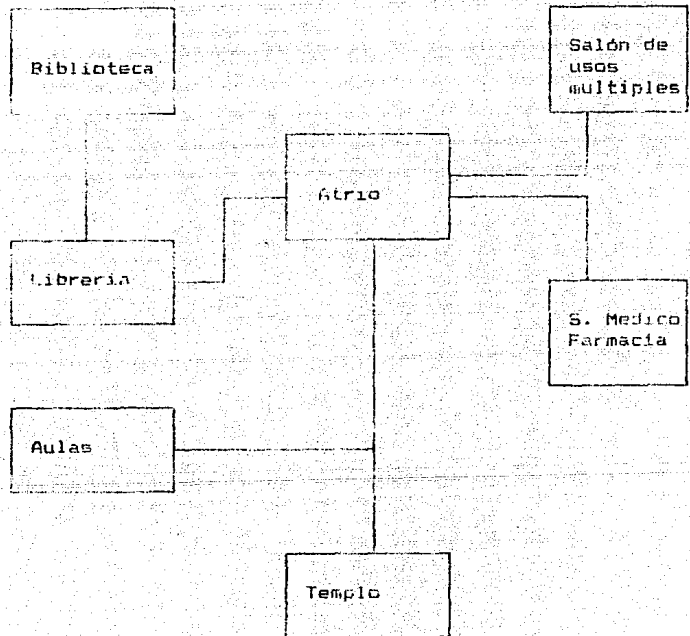 Biblioteca
Salón de
usos
multiples
Atrio
Libreria
S. Medico
Farmacia
Aulas
Templo